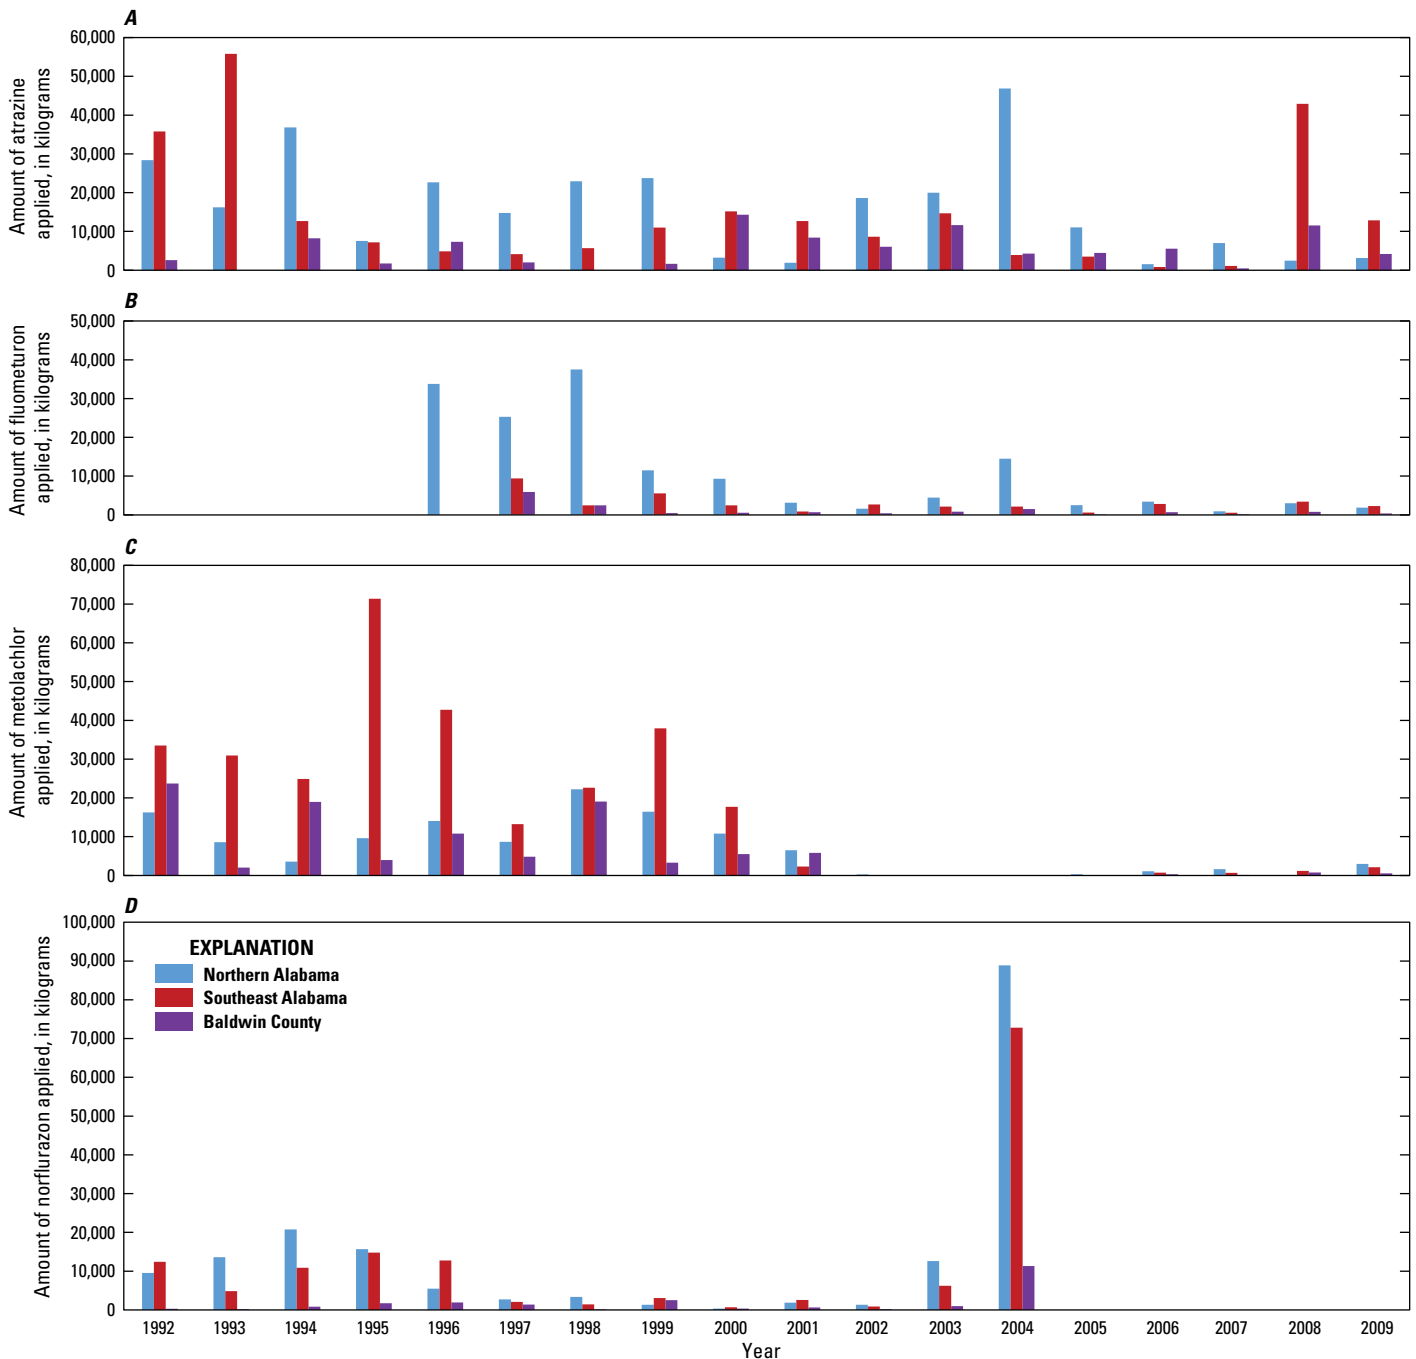 A
Amount of atrazine
applied, in kilograms
60,000
50,000
40,000
30,000
20,000
10,000
0
B
Amount of fluometuron
applied, in kilograms
50,000
40,000
30,000
20,000
10,000
0
C
Amount of metolachlor
applied, in kilograms
80,000
70,000
60,000
50,000
40,000
30,000
20,000
10,000
0
D
Amount of norflurazon applied, in kilograms
100,000
90,000
80,000
70,000
60,000
50,000
40,000
30,000
20,000
10,000
0
EXPLANATION
Northern Alabama
Southeast Alabama
Baldwin County
1992 1993 1994 1995 1996 1997 1998 1999 2000 2001 2002 2003 2004 2005 2006 2007 2008 2009
Year